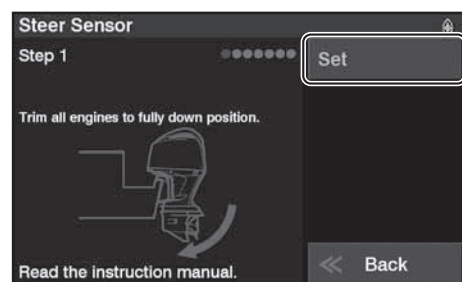 Steer Sensor
Step 1
Set
Trim all engines to fully down position.
Read the instruction manual.
Back